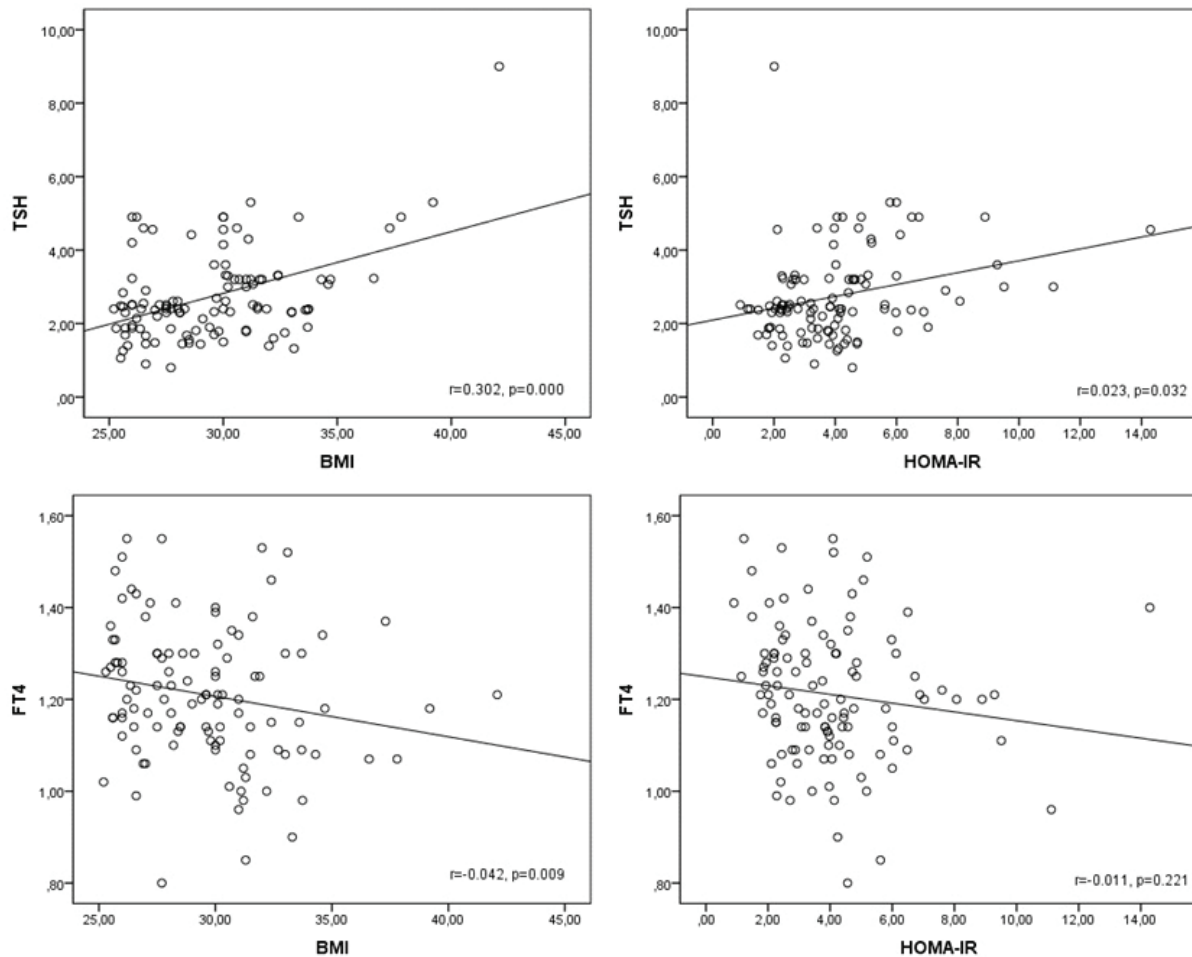 10,00
8,00
6,00
4,00
2,00
,00
TSH
r=0.302, p=0.000
25,00 30,00 35,00 40,00 45,00
BMI
10,00
8,00
6,00
4,00
2,00
,00
TSH
r=0.023, p=0.032
,00 2,00 4,00 6,00 8,00 10,00 12,00 14,00
HOMA-IR
1,60
1,40
1,20
1,00
,80
FT4
r=-0.042, p=0.009
25,00 30,00 35,00 40,00 45,00
BMI
1,60
1,40
1,20
1,00
,80
FT4
r=-0.011, p=0.221
,00 2,00 4,00 6,00 8,00 10,00 12,00 14,00
HOMA-IR